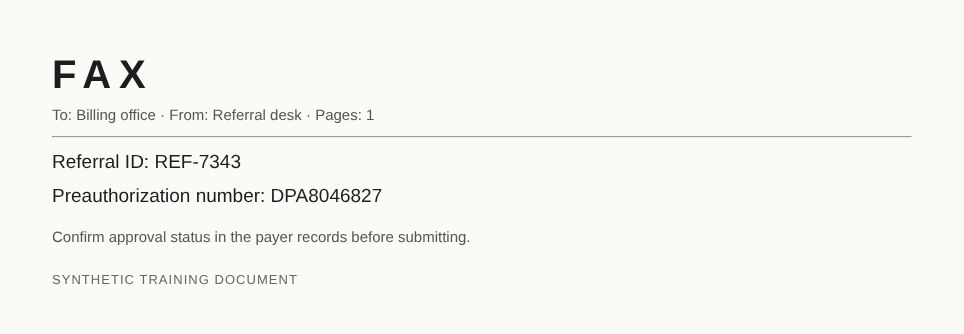 FAX
To: Billing office · From: Referral desk · Pages: 1
Referral ID: REF-7343
Preauthorization number: DPA8046827
Confirm approval status in the payer records before submitting.
SYNTHETIC TRAINING DOCUMENT